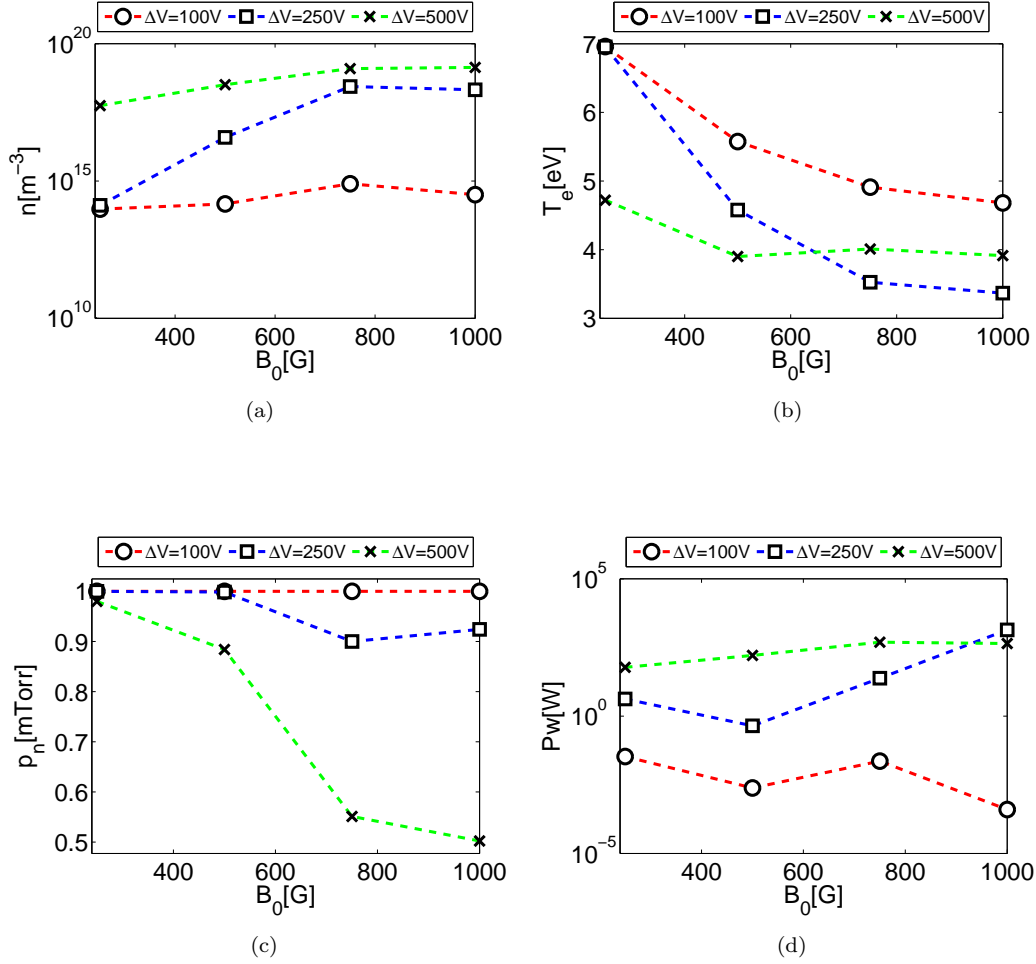 ΔV=100V ΔV=250V ΔV=500V
10^20
10^15
10^10
n[m^−3]
400 600 800 1000
B_0[G]
(a)
ΔV=100V ΔV=250V ΔV=500V
7
6
5
4
3
T_e[eV]
400 600 800 1000
B_0[G]
(b)
ΔV=100V ΔV=250V ΔV=500V
1
0.9
0.8
0.7
0.6
0.5
p_n[mTorr]
400 600 800 1000
B_0[G]
(c)
ΔV=100V ΔV=250V ΔV=500V
10^5
10^0
10^−5
Pw[W]
400 600 800 1000
B_0[G]
(d)